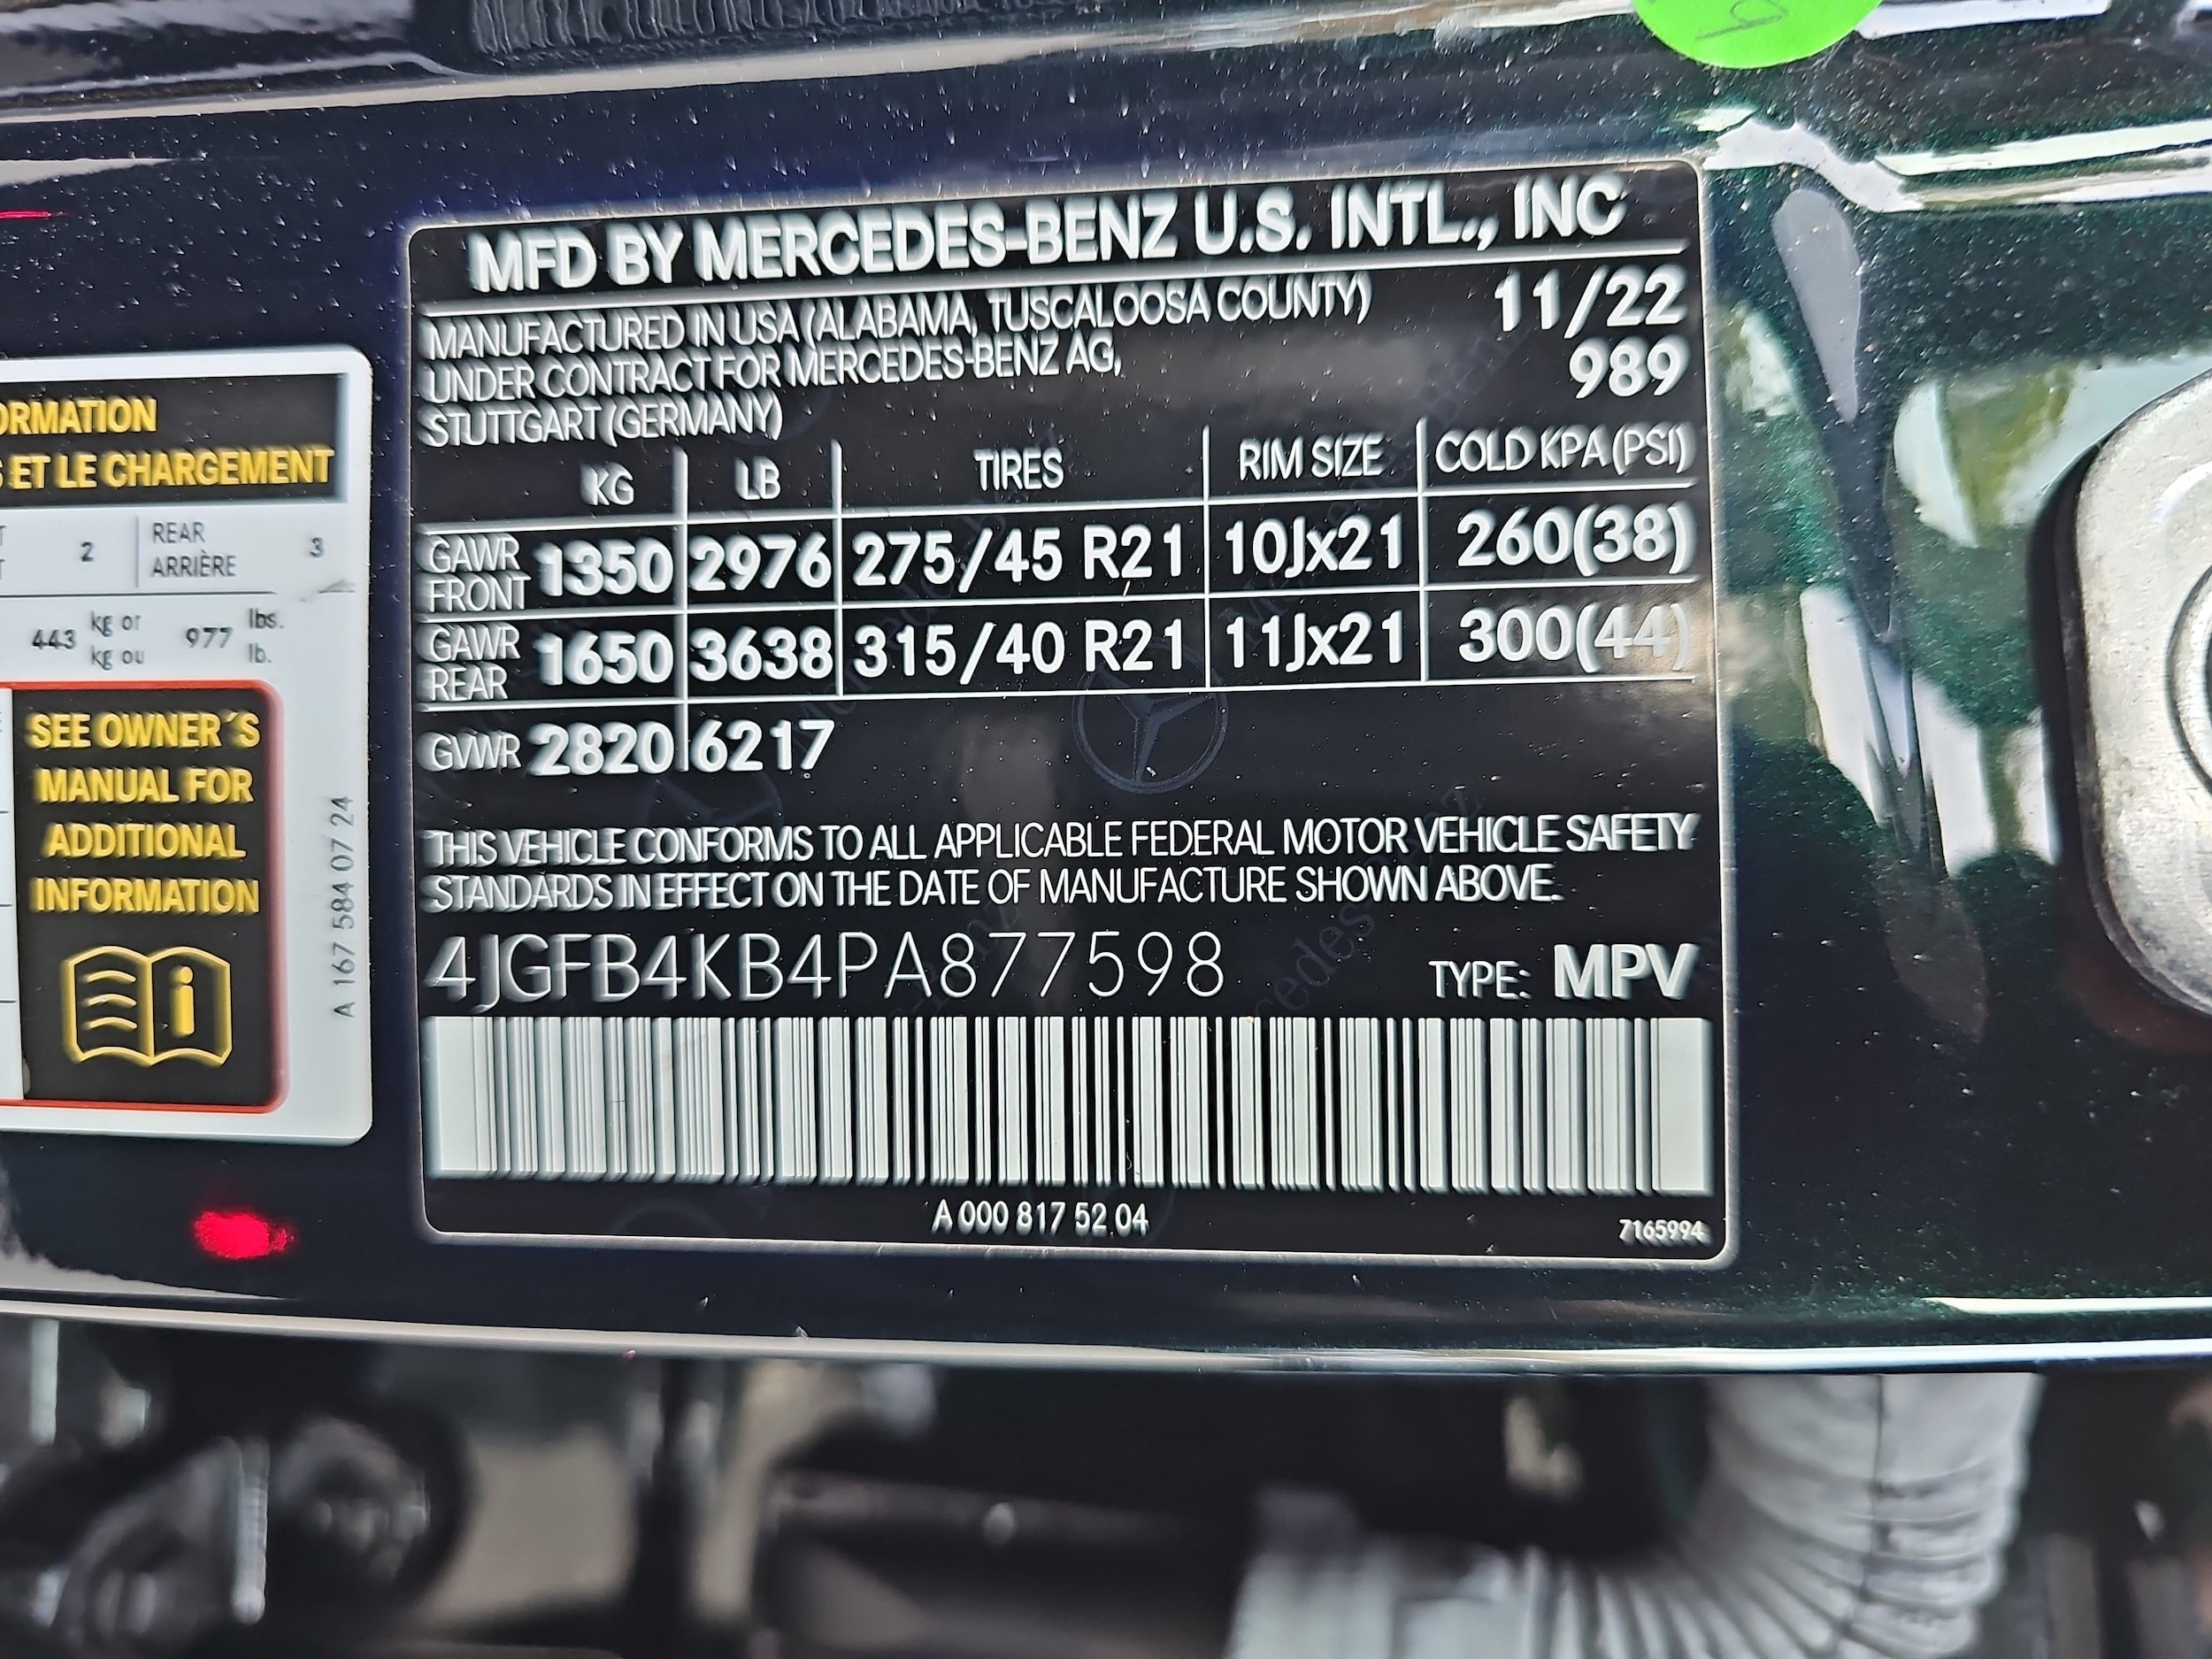 ORMATION
S ET LE CHARGEMENT
2
REAR
ARRIÈRE
3
443 kg or 977 lbs.
kg ou lb.
SEE OWNER´S
MANUAL FOR
ADDITIONAL
INFORMATION
A 167 584 07 24
MFD BY MERCEDES-BENZ U.S. INTL., INC
MANUFACTURED IN USA (ALABAMA, TUSCALOOSA COUNTY) 11/22
UNDER CONTRACT FOR MERCEDES-BENZ AG, 989
STUTTGART (GERMANY)
KG LB TIRES RIM SIZE COLD KPA (PSI)
GAWR FRONT 1350 2976 275/45 R21 10Jx21 260(38)
GAWR REAR 1650 3638 315/40 R21 11Jx21 300(44)
GVWR 2820 6217
THIS VEHICLE CONFORMS TO ALL APPLICABLE FEDERAL MOTOR VEHICLE SAFETY
STANDARDS IN EFFECT ON THE DATE OF MANUFACTURE SHOWN ABOVE.
4JGFB4KB4PA877598 TYPE: MPV
A 000 817 52 04 7165994